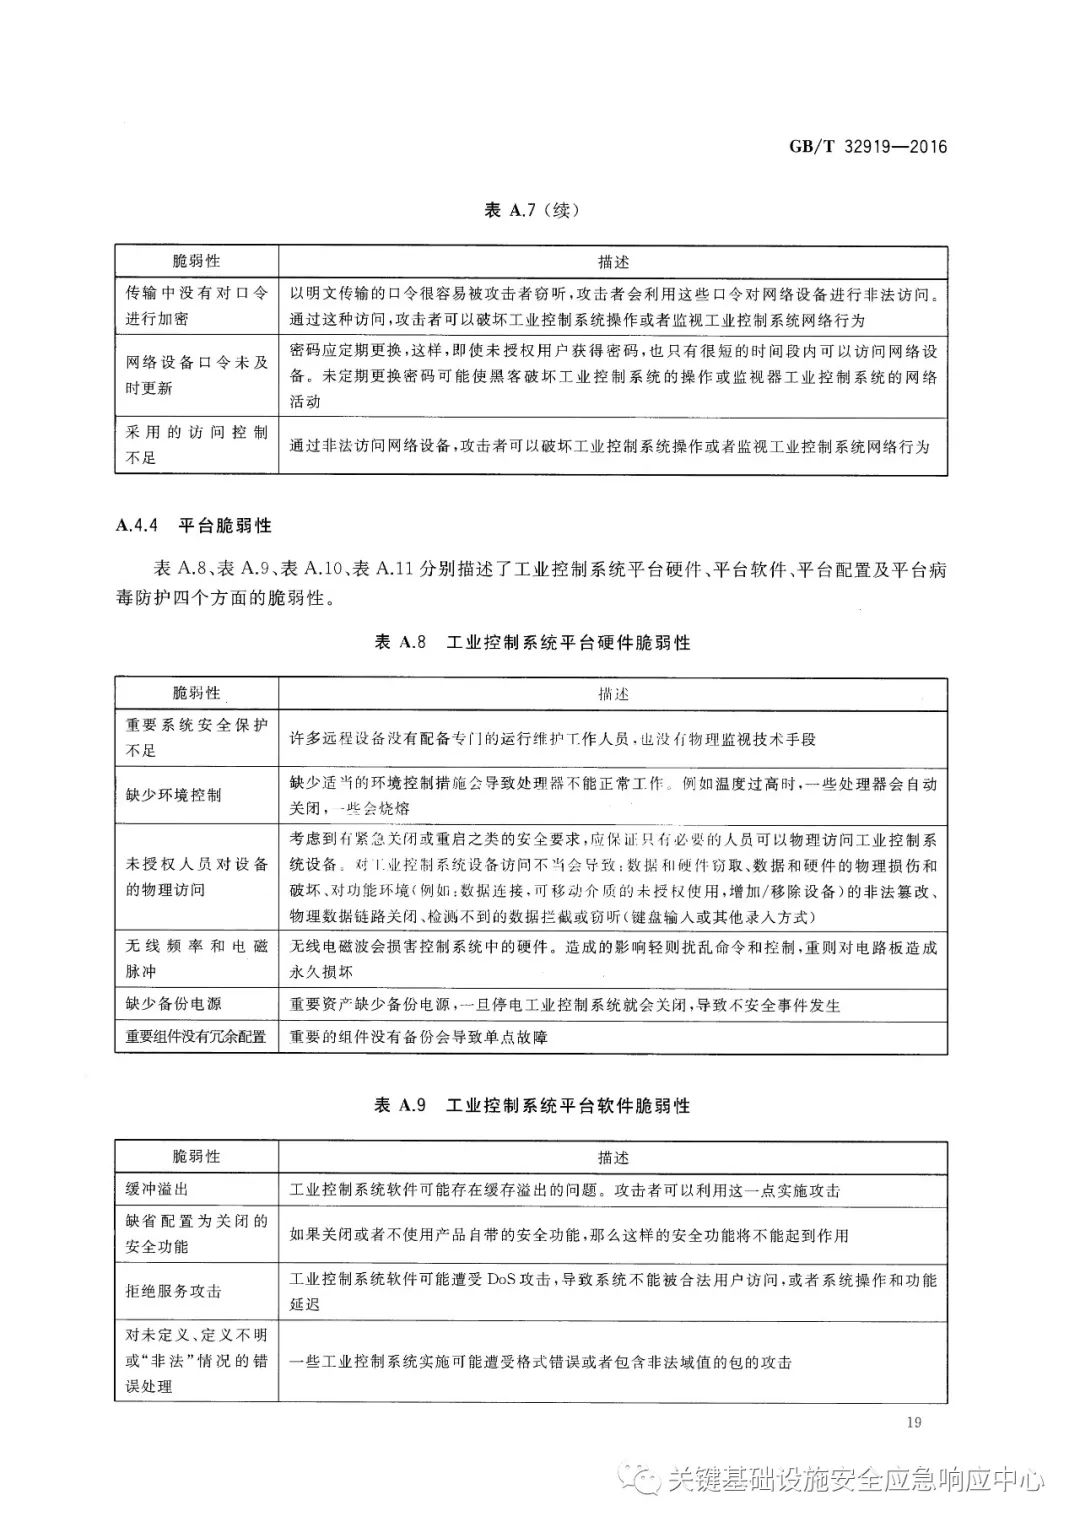 GB/T 32919—2016
表 A.7（续）
脆弱性
描述
传输中没有对口令
进行加密
以明文传输的口令很容易被攻击者窃听,攻击者会利用这些口令对网络设备进行非法访问。
通过这种访问,攻击者可以破坏工业控制系统操作或者监视工业控制系统网络行为
网络设备口令未及
时更新
密码应定期更换,这样,即使未授权用户获得密码,也只有很短的时间段内可以访问网络设
备。未定期更换密码可能使黑客破坏工业控制系统的操作或监视器工业控制系统的网络
活动
采用的访问控制
不足
通过非法访问网络设备,攻击者可以破坏工业控制系统操作或者监视工业控制系统网络行为
A.4.4 平台脆弱性
表 A.8、表 A.9、表 A.10、表 A.11 分别描述了工业控制系统平台硬件、平台软件、平台配置及平台病
毒防护四个方面的脆弱性。
表 A.8 工业控制系统平台硬件脆弱性
脆弱性
描述
重要系统安全保护
不足
许多远程设备没有配备专门的运行维护工作人员,也没有物理监视技术手段
缺少环境控制
缺少适当的环境控制措施会导致处理器不能正常工作。例如温度过高时,一些处理器会自动
关闭,一些会烧熔
未授权人员对设备
的物理访问
考虑到有紧急关闭或重启之类的安全要求,应保证只有必要的人员可以物理访问工业控制系
统设备。对工业控制系统设备访问不当会导致:数据和硬件窃取、数据和硬件的物理损伤和
破坏、对功能环境(例如:数据连接,可移动介质的未授权使用,增加/移除设备)的非法篡改、
物理数据链路关闭、检测不到的数据拦截或窃听(键盘输入或其他录入方式)
无线频率和电磁
脉冲
无线电磁波会损害控制系统中的硬件。造成的影响轻则扰乱命令和控制,重则对电路板造成
永久损坏
缺少备份电源
重要资产缺少备份电源,一旦停电工业控制系统就会关闭,导致不安全事件发生
重要组件没有冗余配置
重要的组件没有备份会导致单点故障
表 A.9 工业控制系统平台软件脆弱性
脆弱性
描述
缓冲溢出
工业控制系统软件可能存在缓存溢出的问题。攻击者可以利用这一点实施攻击
缺省配置为关闭的
安全功能
如果关闭或者不使用产品自带的安全功能,那么这样的安全功能将不能起到作用
拒绝服务攻击
工业控制系统软件可能遭受 DoS 攻击,导致系统不能被合法用户访问,或者系统操作和功能
延迟
对未定义、定义不明
或“非法”情况的错
误处理
一些工业控制系统实施可能遭受格式错误或者包含非法域值的包的攻击
19
关键基础设施安全应急响应中心